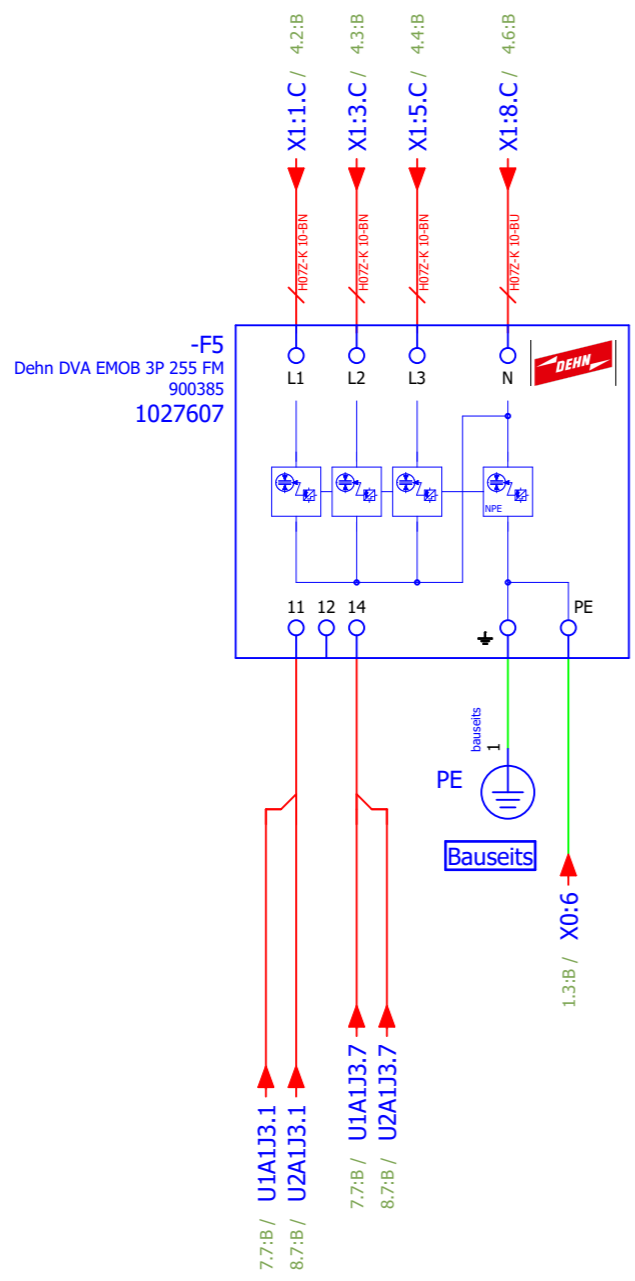 X1:1.C / 4.2:B
X1:3.C / 4.3:B
X1:5.C / 4.4:B
X1:8.C / 4.6:B
H07Z-K 10-BN
H07Z-K 10-BN
H07Z-K 10-BN
H07Z-K 10-BU
-F5
Dehn DVA EMOB 3P 255 FM
900385
1027607
L1
L2
L3
N
DEHN
NPE
11
12
14
PE
bauseits
1
PE
Bauseits
1.3:B / X0:6
7.7:B / U1A1J3.1
8.7:B / U2A1J3.1
7.7:B / U1A1J3.7
8.7:B / U2A1J3.7